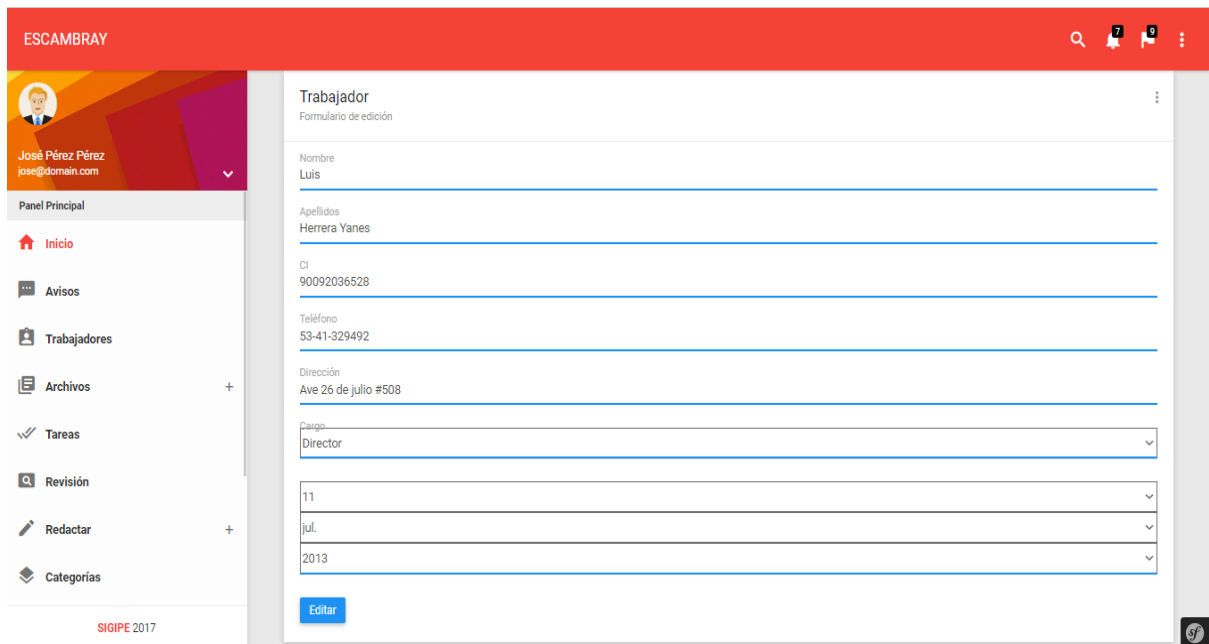 ESCAMBRAY
7
9
José Pérez Pérez
jose@domain.com
Panel Principal
Inicio
Avisos
Trabajadores
Archivos +
Tareas
Revisión
Redactar +
Categorías
SIGIPE 2017
Trabajador
Formulario de edición
Nombre
Luis
Apellidos
Herrera Yanes
CI
90092036528
Teléfono
53-41-329492
Dirección
Ave 26 de julio #508
Cargo
Director
11
jul.
2013
Editar
sf